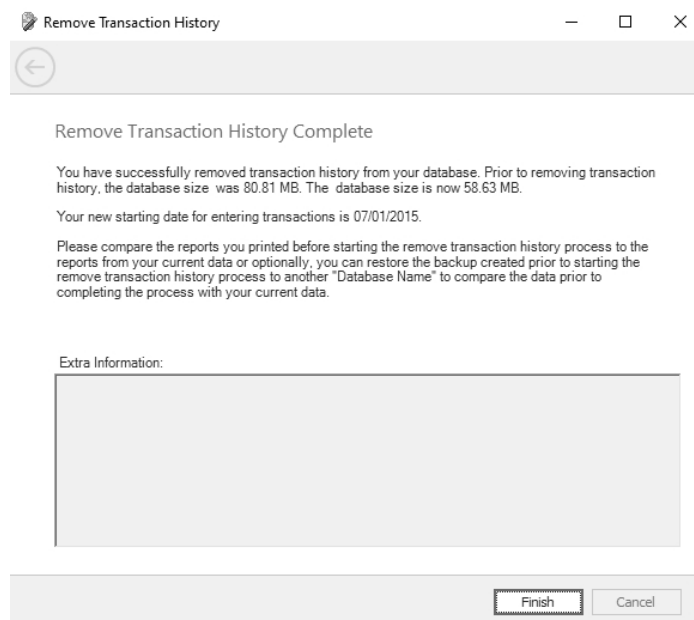 Remove Transaction History
Remove Transaction History Complete
You have successfully removed transaction history from your database. Prior to removing transaction
history, the database size was 80.81 MB. The database size is now 58.63 MB.
Your new starting date for entering transactions is 07/01/2015.
Please compare the reports you printed before starting the remove transaction history process to the
reports from your current data or optionally, you can restore the backup created prior to starting the
remove transaction history process to another "Database Name" to compare the data prior to
completing the process with your current data.
Extra Information:
Finish Cancel